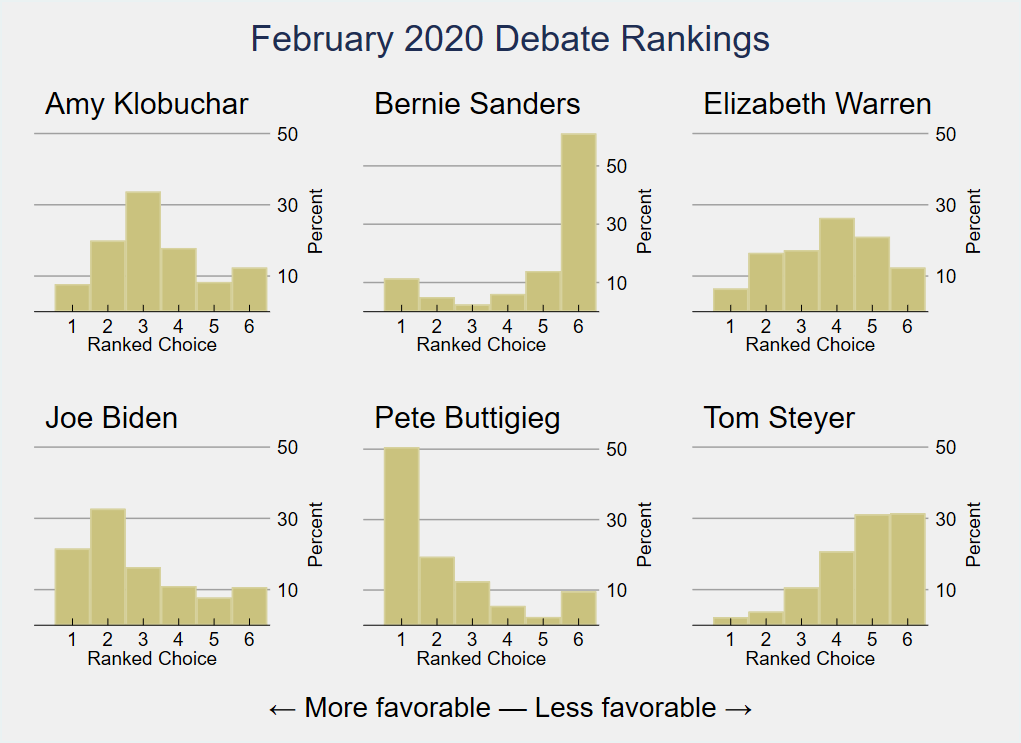 February 2020 Debate Rankings
Amy Klobuchar
50
30
10
Percent
1 2 3 4 5 6
Ranked Choice
Bernie Sanders
50
30
10
Percent
1 2 3 4 5 6
Ranked Choice
Elizabeth Warren
50
30
10
Percent
1 2 3 4 5 6
Ranked Choice
Joe Biden
50
30
10
Percent
1 2 3 4 5 6
Ranked Choice
Pete Buttigieg
50
30
10
Percent
1 2 3 4 5 6
Ranked Choice
Tom Steyer
50
30
10
Percent
1 2 3 4 5 6
Ranked Choice
← More favorable — Less favorable →